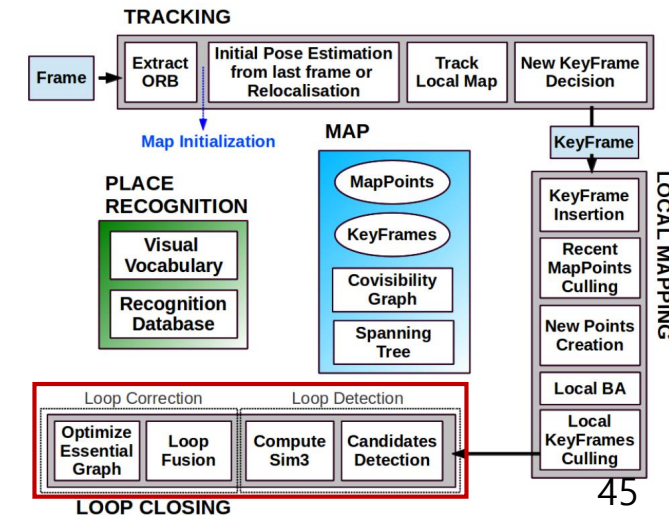 TRACKING
Frame
Extract
ORB
Initial Pose Estimation
from last frame or
Relocalisation
Track
Local Map
New KeyFrame
Decision
Map Initialization
KeyFrame
MAP
MapPoints
KeyFrames
Covisibility
Graph
Spanning
Tree
PLACE
RECOGNITION
Visual
Vocabulary
Recognition
Database
LOCAL MAPPING
KeyFrame
Insertion
Recent
MapPoints
Culling
New Points
Creation
Local BA
Local
KeyFrames
Culling
Loop Correction
Loop Detection
Optimize
Essential
Graph
Loop
Fusion
Compute
Sim3
Candidates
Detection
LOOP CLOSING
45